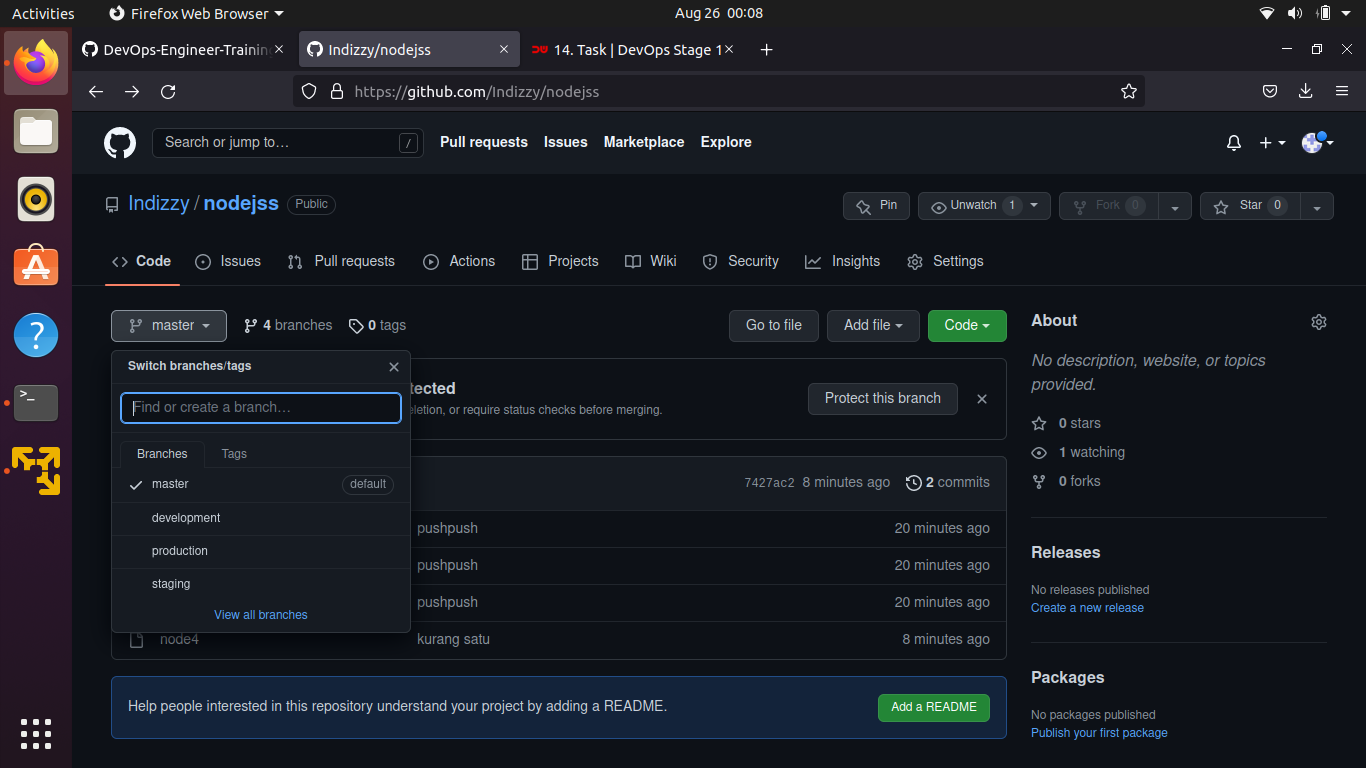 Activities Firefox Web Browser Aug 26 00:08
DevOps-Engineer-Training Indizzy/nodejss 14. Task | DevOps Stage 1
https://github.com/Indizzy/nodejss
Search or jump to… / Pull requests Issues Marketplace Explore
Indizzy / nodejss Public Pin Unwatch 1 Fork 0 Star 0
Code Issues Pull requests Actions Projects Wiki Security Insights Settings
master 4 branches 0 tags Go to file Add file Code
Switch branches/tags
Find or create a branch…
Branches Tags
master default
development
production
staging
View all branches
tected
eletion, or require status checks before merging.
Protect this branch
7427ac2 8 minutes ago 2 commits
pushpush 20 minutes ago
pushpush 20 minutes ago
pushpush 20 minutes ago
node4 kurang satu 8 minutes ago
Help people interested in this repository understand your project by adding a README. Add a README
About
No description, website, or topics
provided.
0 stars
1 watching
0 forks
Releases
No releases published
Create a new release
Packages
No packages published
Publish your first package